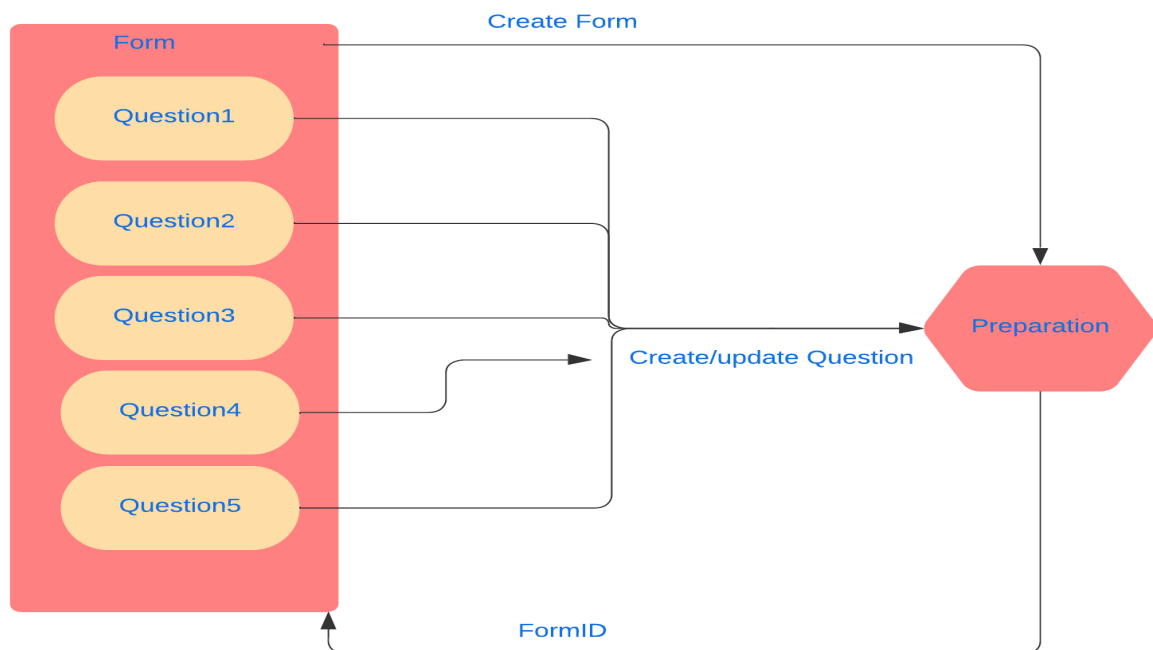 Create Form
Form
Question1
Question2
Question3
Preparation
Create/update Question
Question4
Question5
FormID